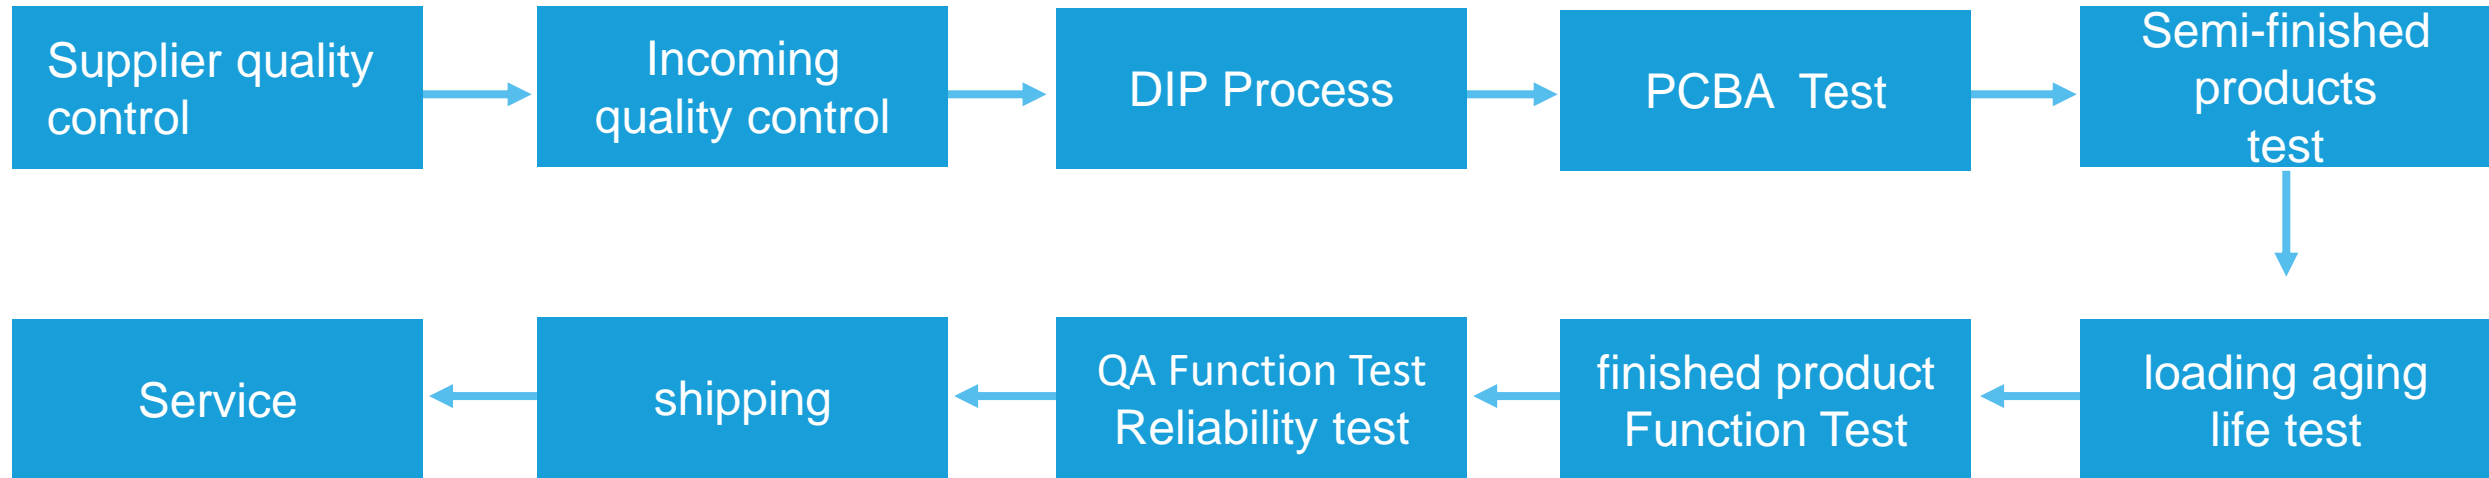 Supplier quality
control
Incoming
quality control
DIP Process
PCBA  Test
Semi-finished
products
test
loading aging
life test
finished product
Function Test
QA Function Test
Reliability test
shipping
Service